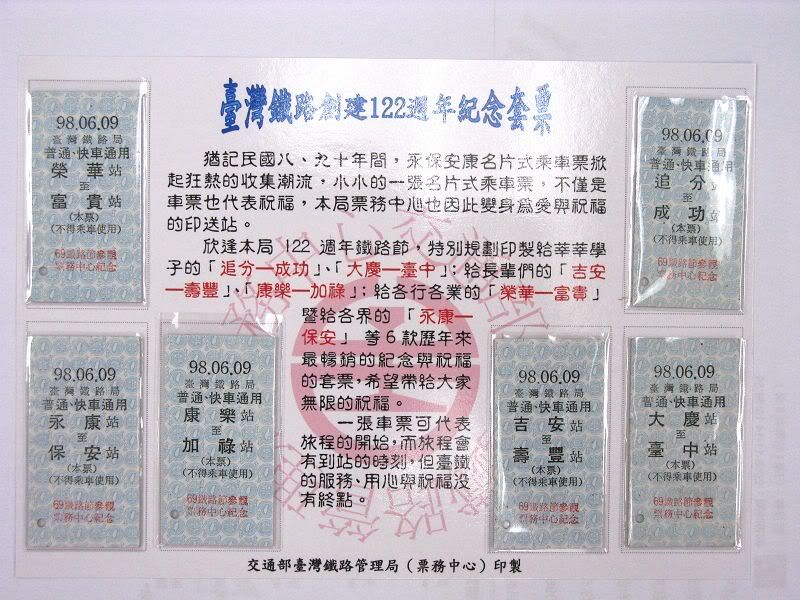 臺灣鐵路創建122週年紀念套票
猶記民國八、九十年間，永保安康名片式乘車票掀
起狂熱的收集潮流，小小的一張名片式乘車票，不僅是
車票也代表祝福，本局票務中心也因此變身為愛與祝福
的印送站。
欣逢本局 122 週年鐵路節，特別規劃印製給莘莘學
子的「追分—成功」、「大慶—臺中」；給長輩們的「吉安
—壽豐」、「康樂—加祿」；給各行各業的「榮華—富貴」
暨給各界的「永康—
保安」 等 6 款歷年來
最暢銷的紀念與祝福
的套票，希望帶給大家
無限的祝福。
一張車票可代表
旅程的開始，而旅程會
有到站的時刻，但臺鐵
的服務、用心與祝福沒
有終點。
98.06.09
臺灣鐵路局
普通、快車通用
榮華站
至
富貴站
(本票)
(不得乘車使用)
69鐵路節參觀
票務中心紀念
98.06.09
臺灣鐵路局
普通、快車通用
追分站
至
成功站
(本票)
(不得乘車使用)
69鐵路節參觀
票務中心紀念
98.06.09
臺灣鐵路局
普通、快車通用
永康站
至
保安站
(本票)
(不得乘車使用)
69鐵路節參觀
票務中心紀念
98.06.09
臺灣鐵路局
普通、快車通用
康樂站
至
加祿站
(本票)
(不得乘車使用)
69鐵路節參觀
票務中心紀念
98.06.09
臺灣鐵路局
普通、快車通用
吉安站
至
壽豐站
(本票)
(不得乘車使用)
69鐵路節參觀
票務中心紀念
98.06.09
臺灣鐵路局
普通、快車通用
大慶站
至
臺中站
(本票)
(不得乘車使用)
69鐵路節參觀
票務中心紀念
交通部臺灣鐵路管理局（票務中心）印製